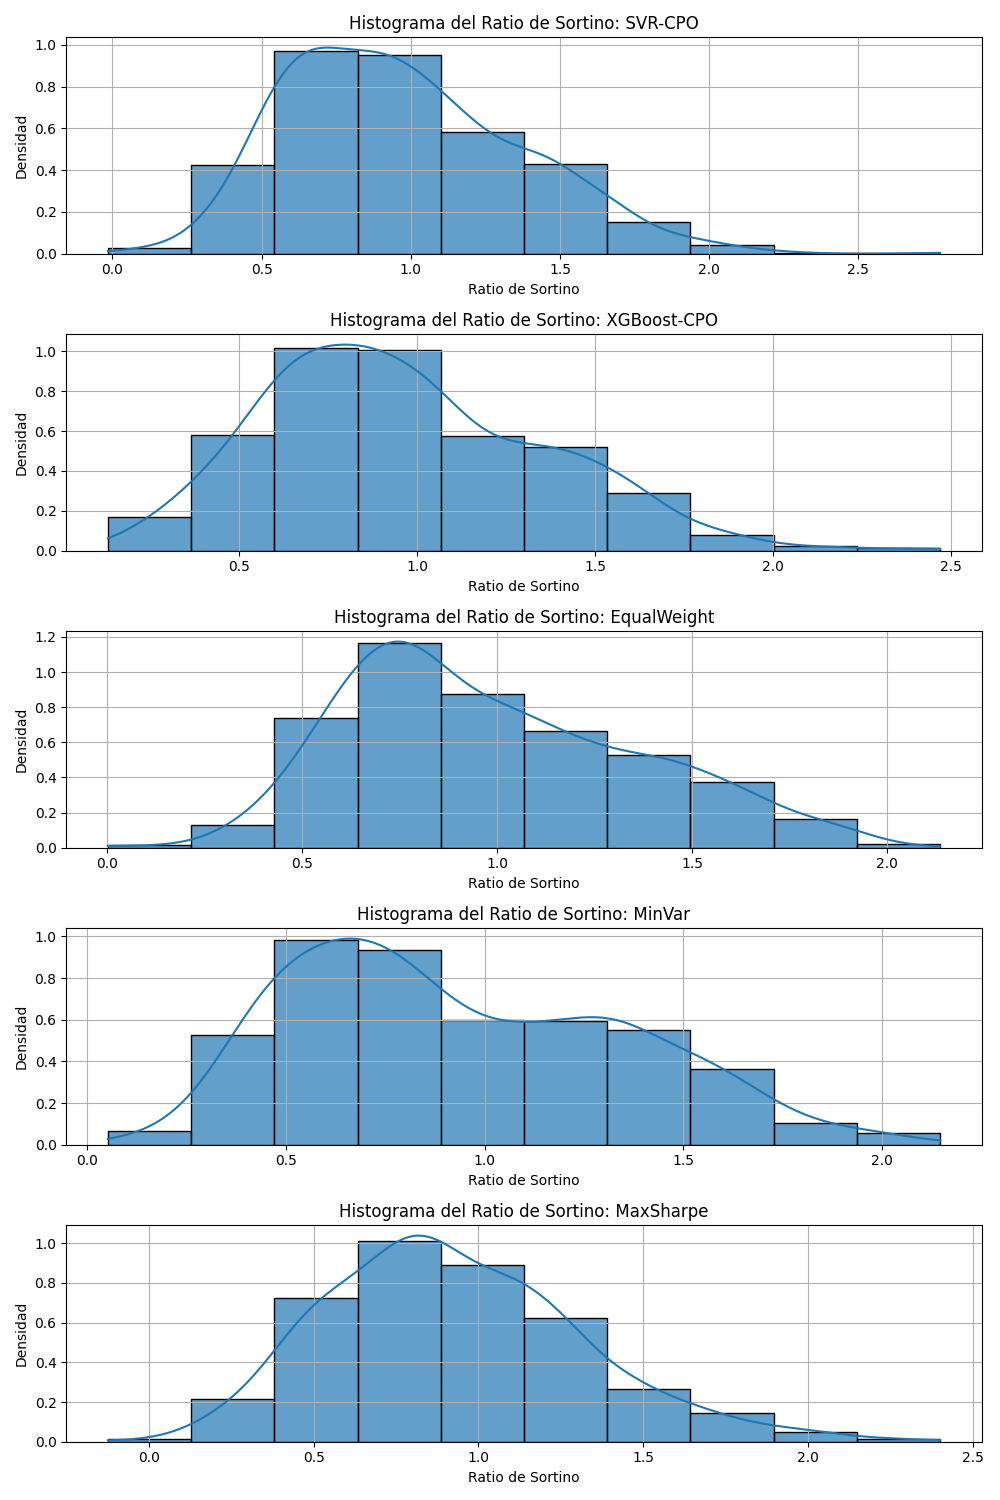 Histograma del Ratio de Sortino: SVR-CPO
1.0
0.8
0.6
0.4
0.2
0.0
Densidad
0.0 0.5 1.0 1.5 2.0 2.5
Ratio de Sortino
Histograma del Ratio de Sortino: XGBoost-CPO
1.0
0.8
0.6
0.4
0.2
0.0
Densidad
0.5 1.0 1.5 2.0 2.5
Ratio de Sortino
Histograma del Ratio de Sortino: EqualWeight
1.2
1.0
0.8
0.6
0.4
0.2
0.0
Densidad
0.0 0.5 1.0 1.5 2.0
Ratio de Sortino
Histograma del Ratio de Sortino: MinVar
1.0
0.8
0.6
0.4
0.2
0.0
Densidad
0.0 0.5 1.0 1.5 2.0
Ratio de Sortino
Histograma del Ratio de Sortino: MaxSharpe
1.0
0.8
0.6
0.4
0.2
0.0
Densidad
0.0 0.5 1.0 1.5 2.0 2.5
Ratio de Sortino